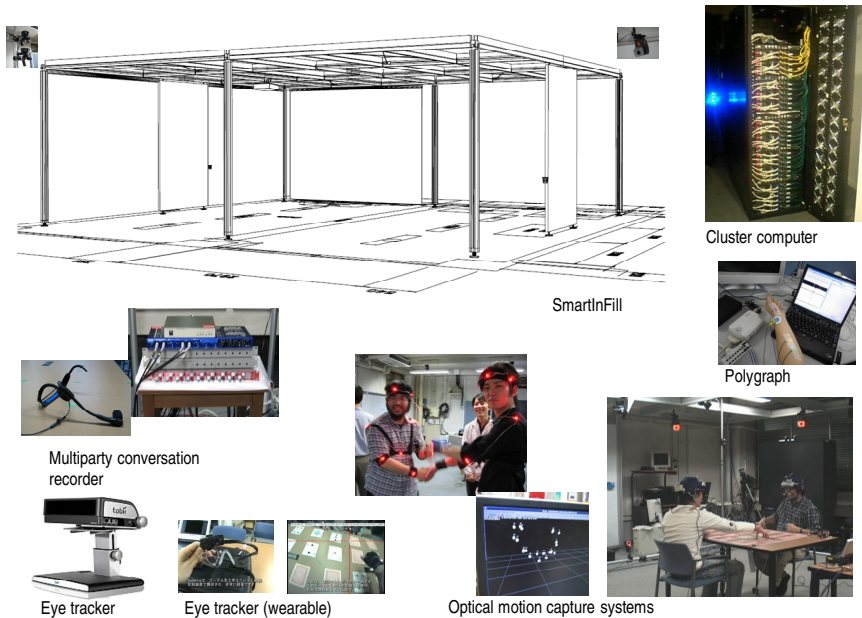 SmartInFill
Cluster computer
Polygraph
Multiparty conversation
recorder
tobii
Eye tracker
Eye tracker (wearable)
Optical motion capture systems